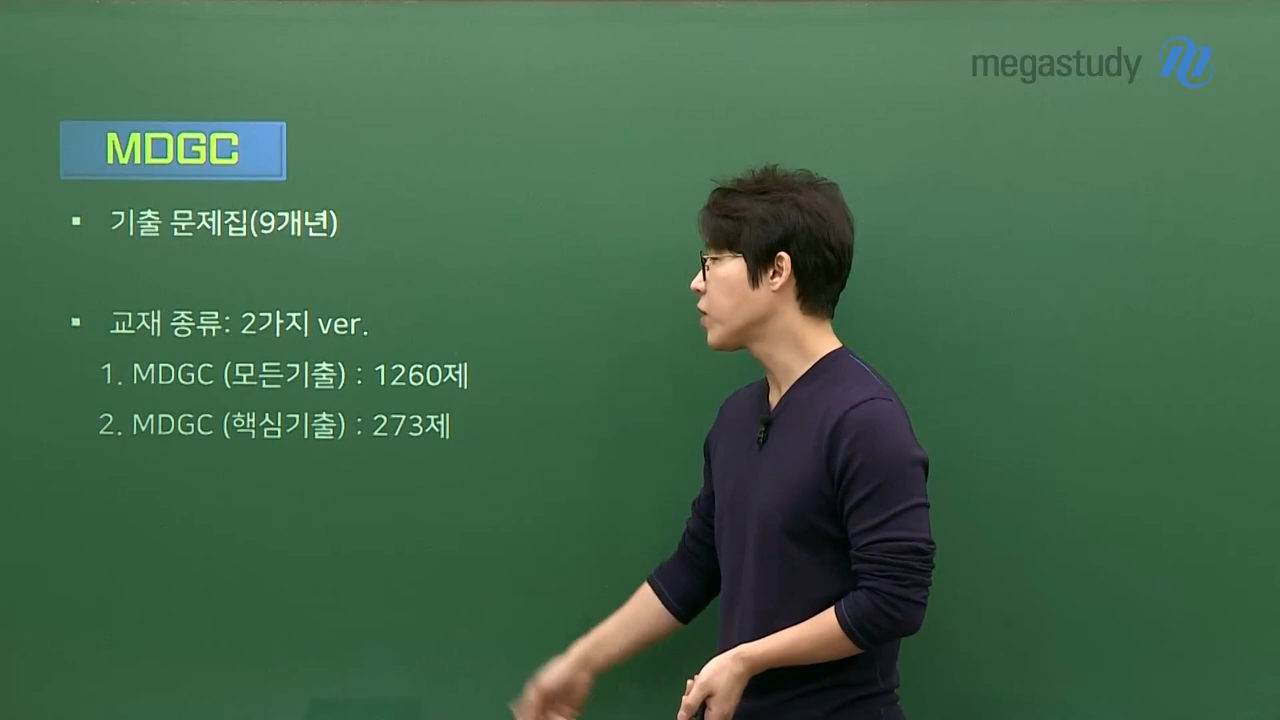 megastudy
MDGC
▪ 기출 문제집(9개년)
▪ 교재 종류: 2가지 ver.
1. MDGC (모든기출) : 1260제
2. MDGC (핵심기출) : 273제